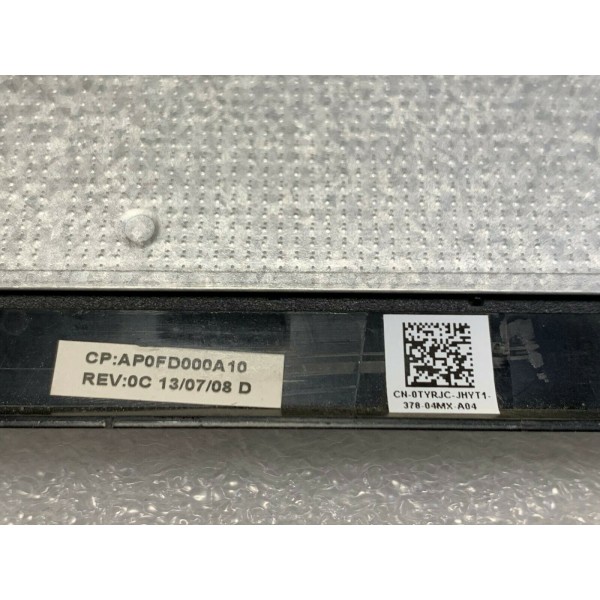 CP:AP0FD000A10
REV:0C 13/07/08 D
CN-0TYRJC-JHYT1-
378-04MX-A04